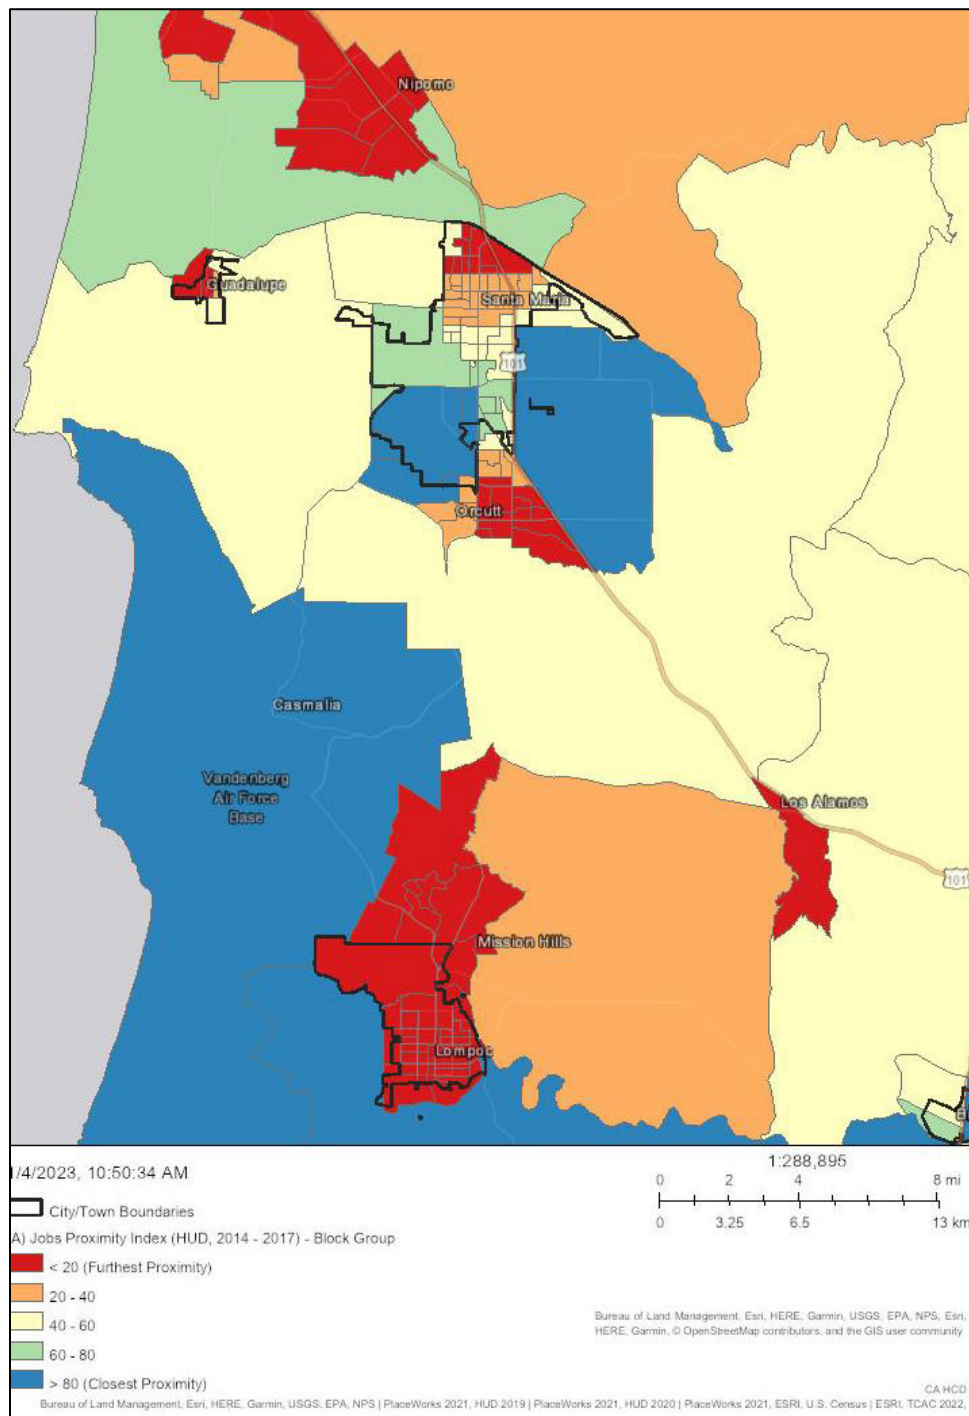 Nipomo
Guadalupe
Santa Maria
101
Orcutt
Casmalia
Vandenberg
Air Force
Base
Los Alamos
101
Mission Hills
Lompoc
/4/2023, 10:50:34 AM
1:288,895
0 2 4 8 mi
0 3.25 6.5 13 km
City/Town Boundaries
A) Jobs Proximity Index (HUD, 2014 - 2017) - Block Group
< 20 (Furthest Proximity)
20 - 40
40 - 60
60 - 80
> 80 (Closest Proximity)
Bureau of Land Management, Esri, HERE, Garmin, USGS, EPA, NPS, Esri,
HERE, Garmin, © OpenStreetMap contributors, and the GIS user community
CA HCD
Bureau of Land Management, Esri, HERE, Garmin, USGS, EPA, NPS | PlaceWorks 2021, HUD 2019 | PlaceWorks 2021, HUD 2020 | PlaceWorks 2021, ESRI, U.S. Census | ESRI, TCAC 2022,